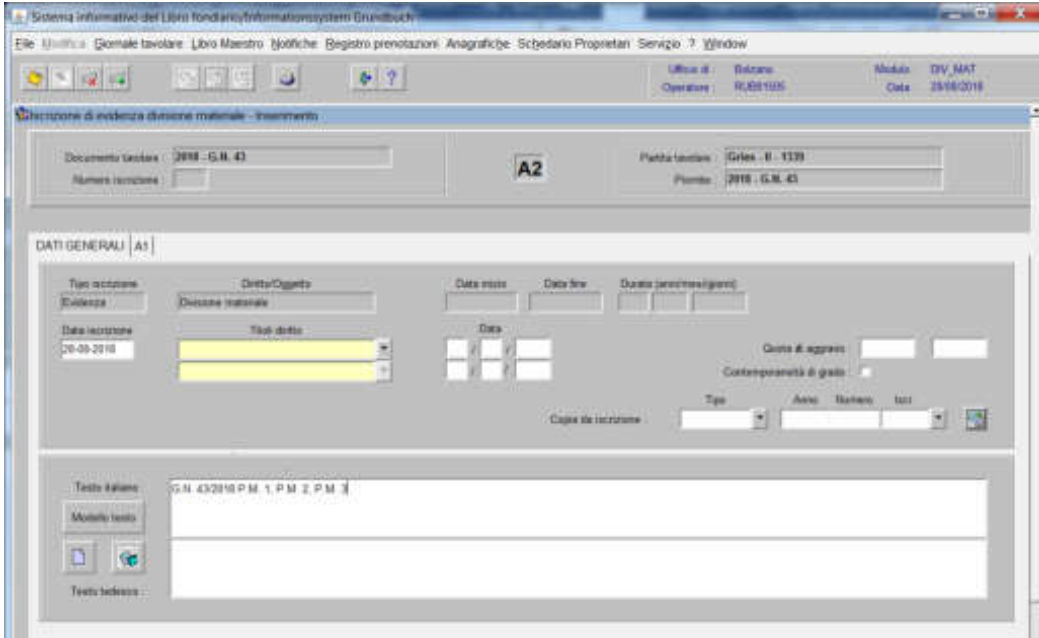 Sistema informativo del Libro fondiario/Informationssystem Grundbuch
File Modifica Giornale tavolare Libro Maestro Notifiche Registro prenotazioni Anagrafiche Schedario Proprietari Servizio ? Window
Ufficio di : Bolzano Modulo DIV_MAT
Operatore : Data
Iscrizione di evidenza divisione materiale - Inserimento
Documento tavolare : 2018 - G.N. 43 A2 Partita tavolare : Gries - II - 1339
Numero iscrizione : Piombo : 2018 - G.N. 43
DATI GENERALI A1
Tipo iscrizione Diritto/Oggetto Data inizio Data fine Durata (anni/mesi/giorni)
Evidenza Divisione materiale
Data iscrizione Titoli diritto Data
28-08-2018 / / Quota di aggravio
/ / Contemporaneità di grado
Tipo Anno Numero Iscr.
Copia da iscrizione
Testo italiano G.N. 43/2018 P.M. 1, P.M. 2, P.M. 3
Modello testo
Testo tedesco :